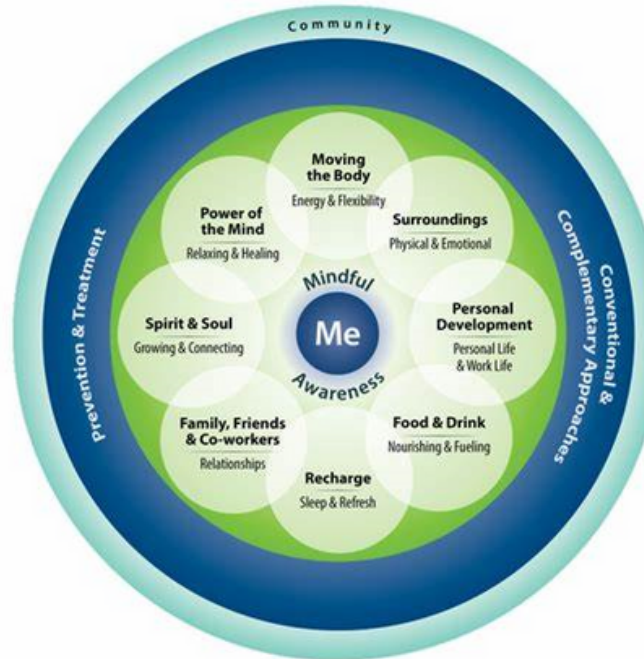 Community
Prevention & Treatment
Conventional &
Complementary Approaches
Moving
the Body
Energy & Flexibility
Surroundings
Physical & Emotional
Personal
Development
Personal Life
& Work Life
Food & Drink
Nourishing & Fueling
Recharge
Sleep & Refresh
Family, Friends
& Co-workers
Relationships
Spirit & Soul
Growing & Connecting
Power of
the Mind
Relaxing & Healing
Mindful
Me
Awareness